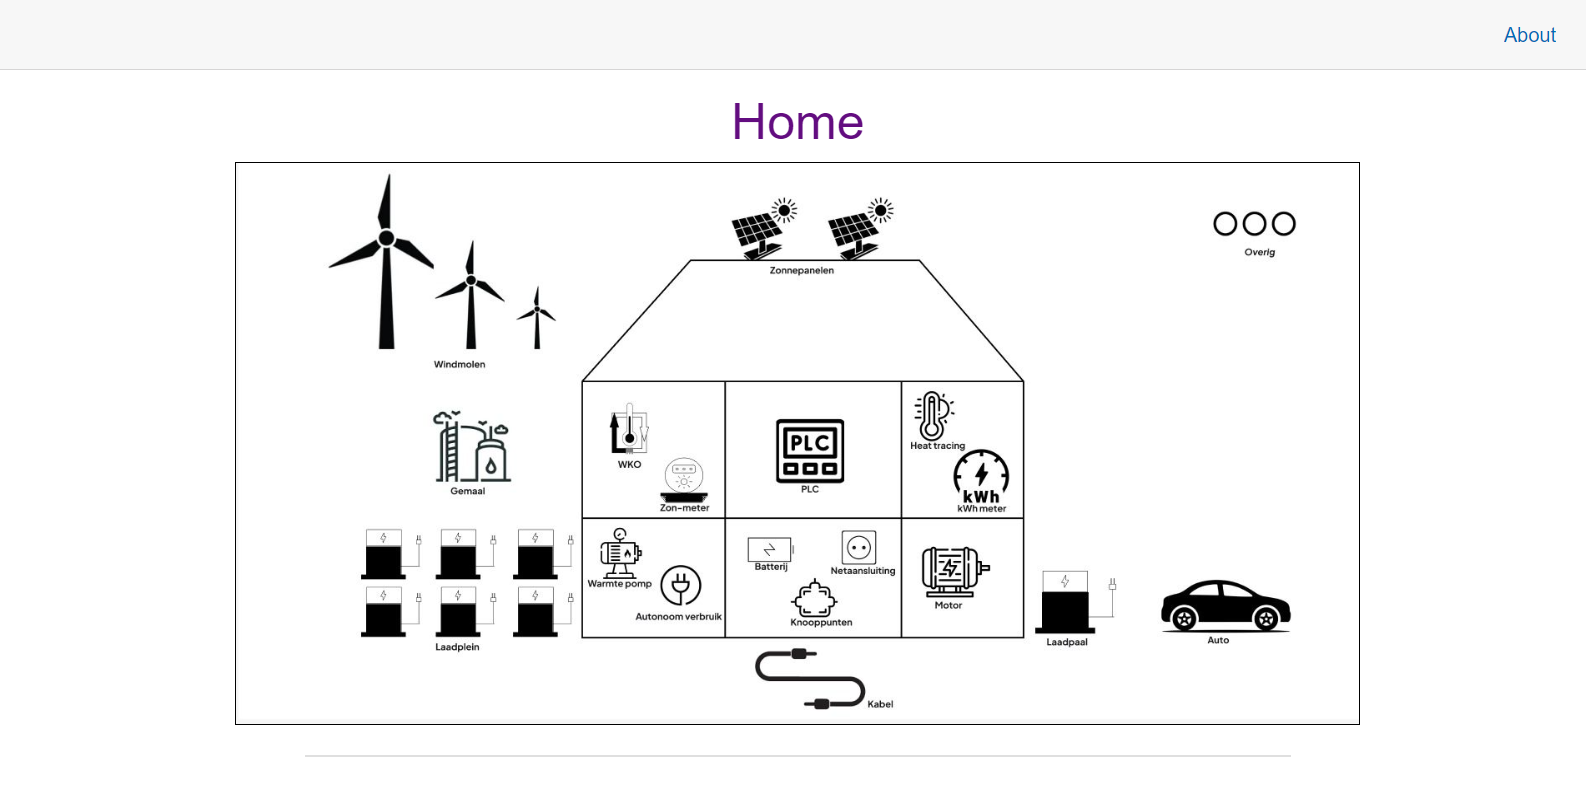 About
Home
Zonnepanelen
Overig
Windmolen
WKO
Zon-meter
PLC
PLC
Heat tracing
kWh
kWh meter
Gemaal
Warmte pomp
Autonoom verbruik
Batterij
Netaansluiting
Knooppunten
Motor
Laadplein
Laadpaal
Auto
Kabel